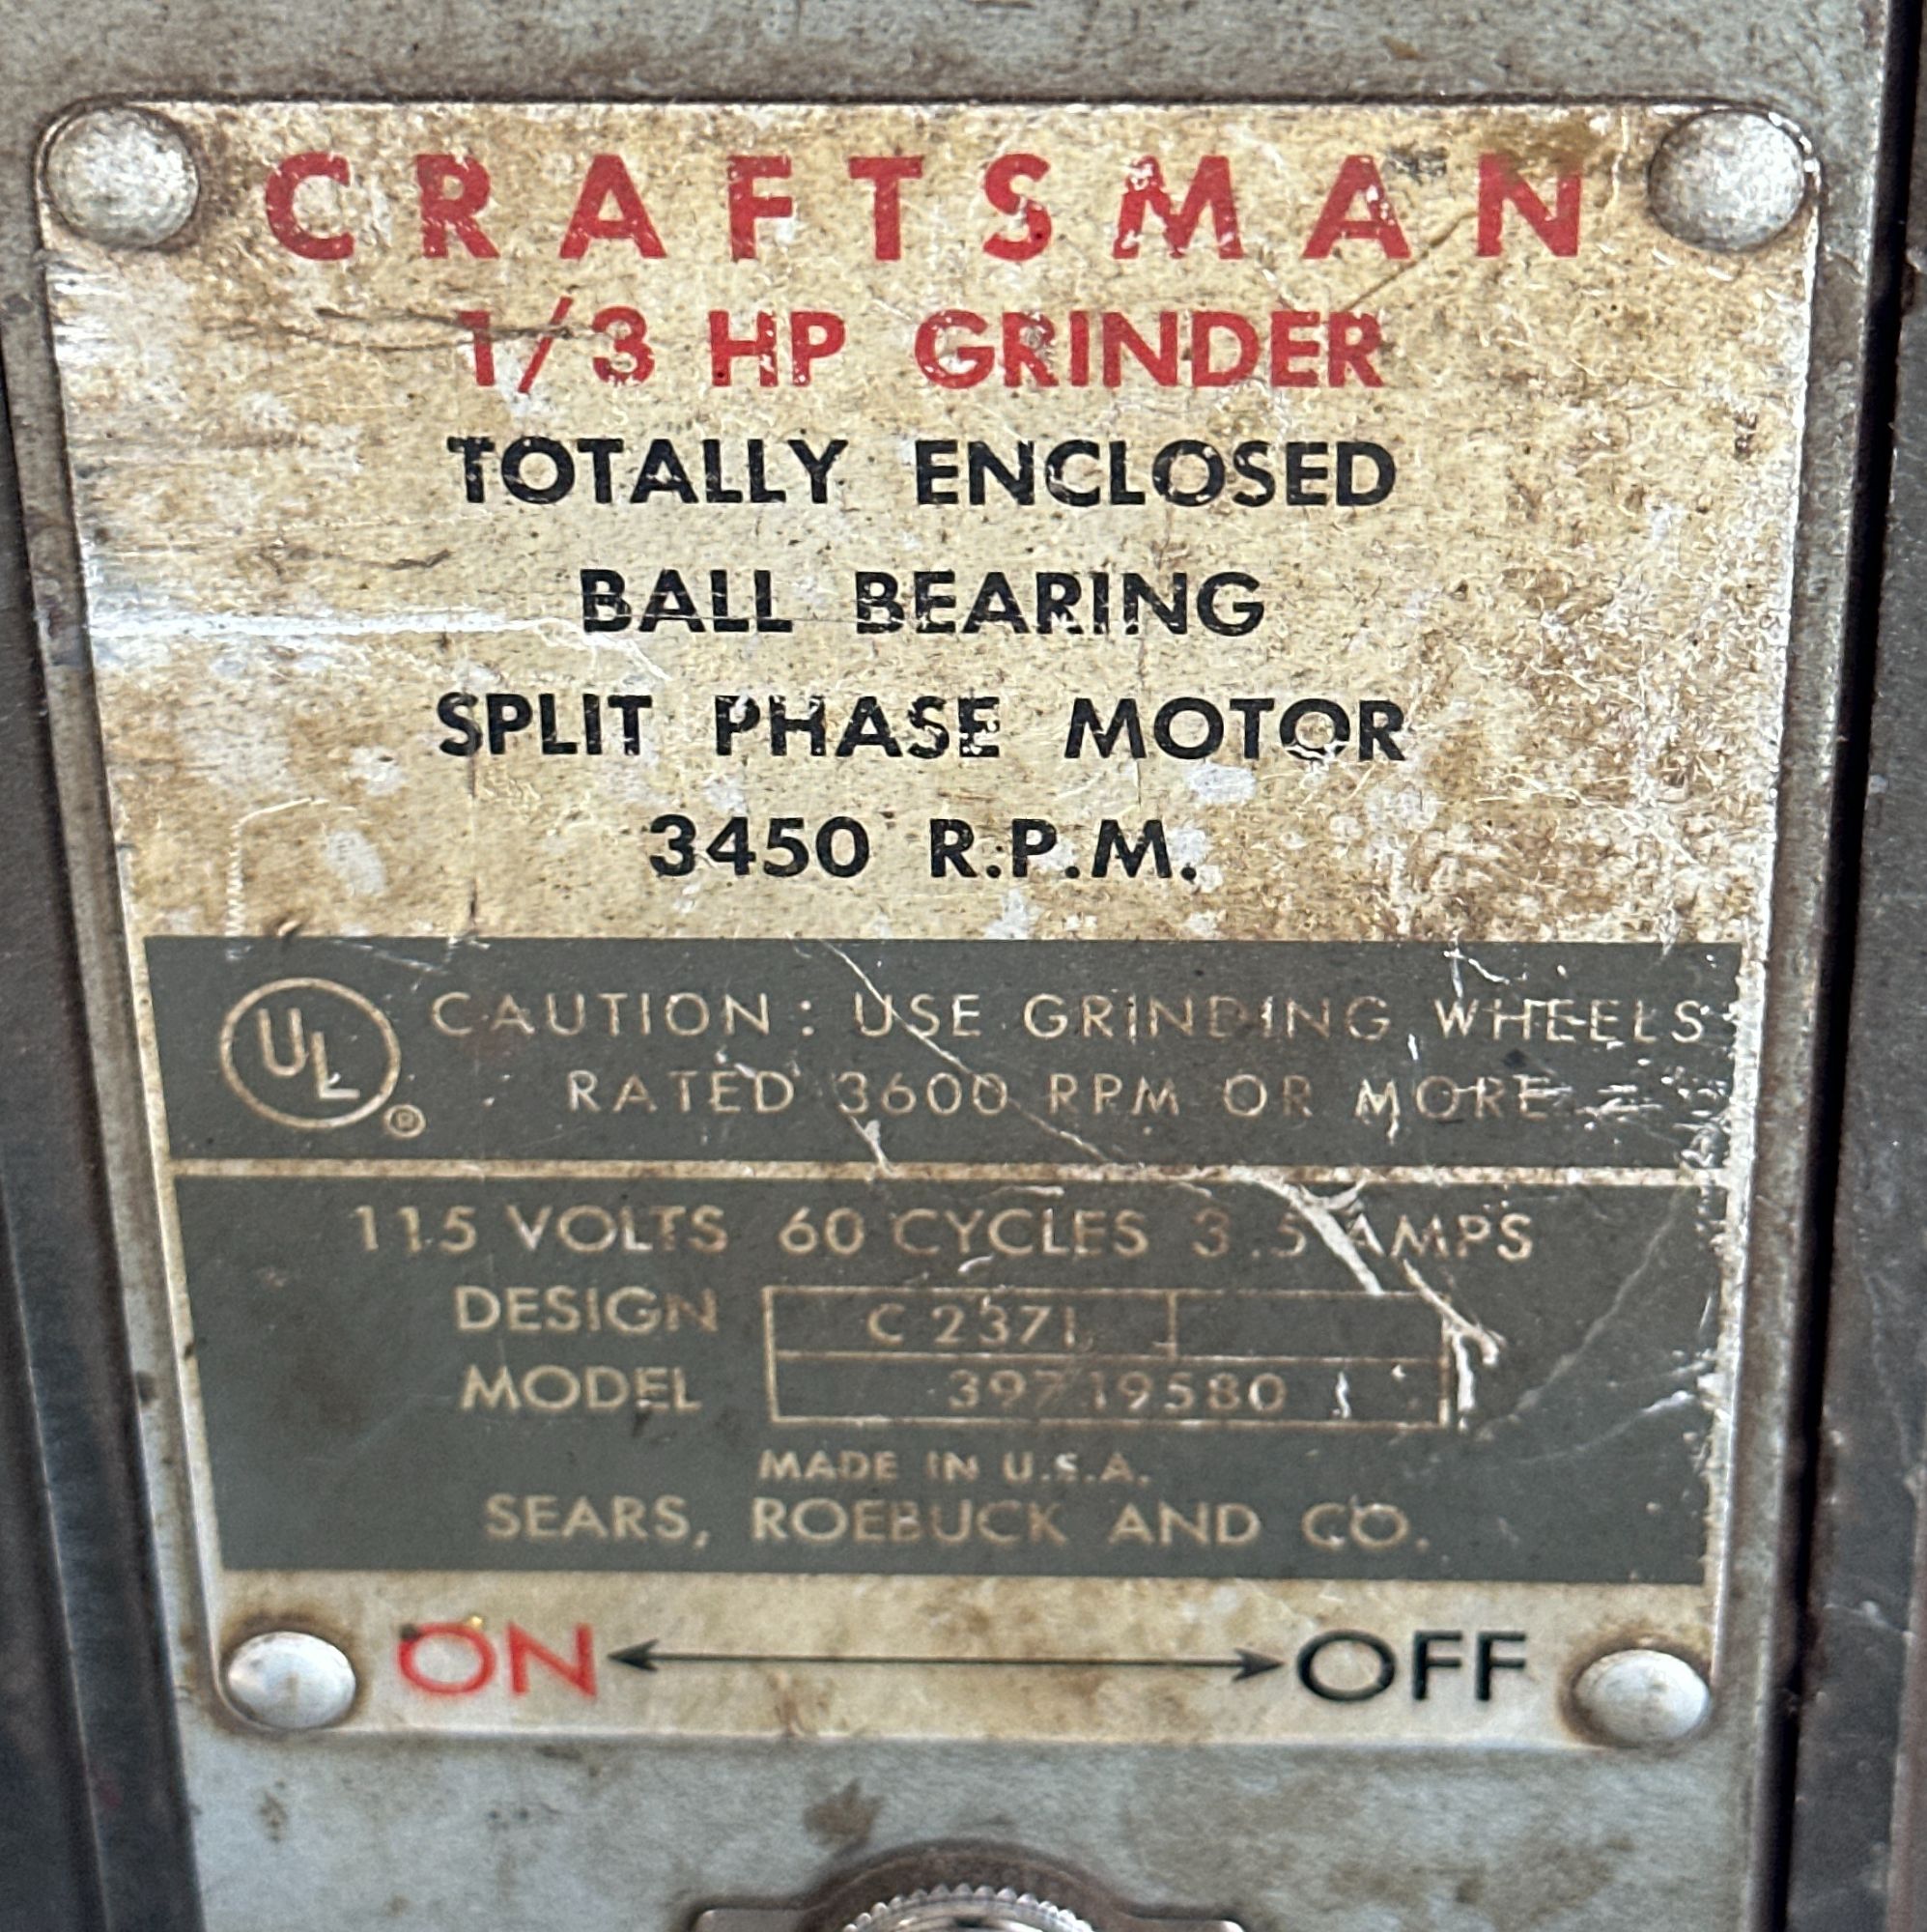 CRAFTSMAN
1/3 HP GRINDER
TOTALLY ENCLOSED
BALL BEARING
SPLIT PHASE MOTOR
3450 R.P.M.
UL ®
CAUTION: USE GRINDING WHEELS
RATED 3600 RPM OR MORE
115 VOLTS 60 CYCLES 3.5 AMPS
DESIGN C2371
MODEL 39719580
MADE IN U.S.A.
SEARS, ROEBUCK AND CO.
ON OFF